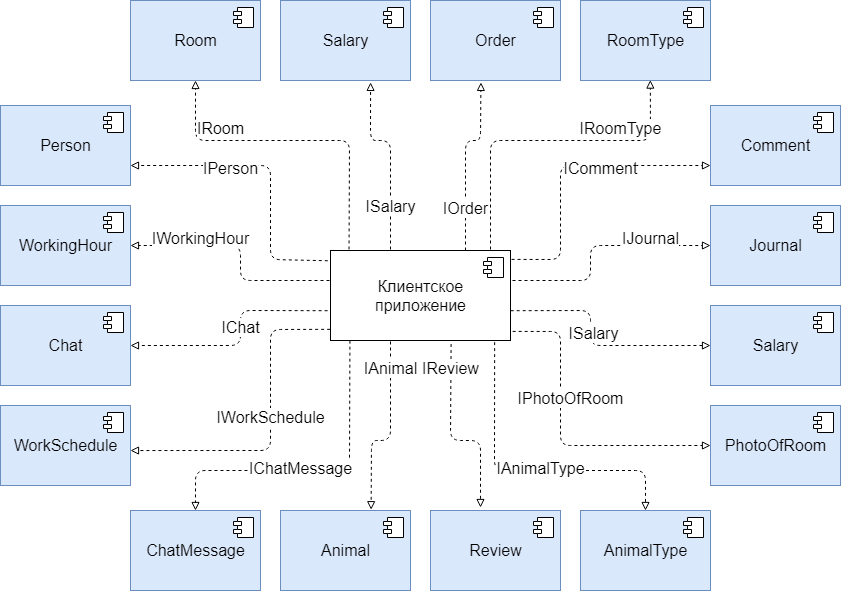 Room
Salary
Order
RoomType
IRoom
IRoomType
Person
IPerson
IComment
Comment
ISalary
IOrder
WorkingHour
IWorkingHour
IJournal
Journal
Клиентское
приложение
IChat
ISalary
Chat
Salary
IAnimal
IReview
IPhotoOfRoom
IWorkSchedule
WorkSchedule
PhotoOfRoom
IChatMessage
IAnimalType
ChatMessage
Animal
Review
AnimalType